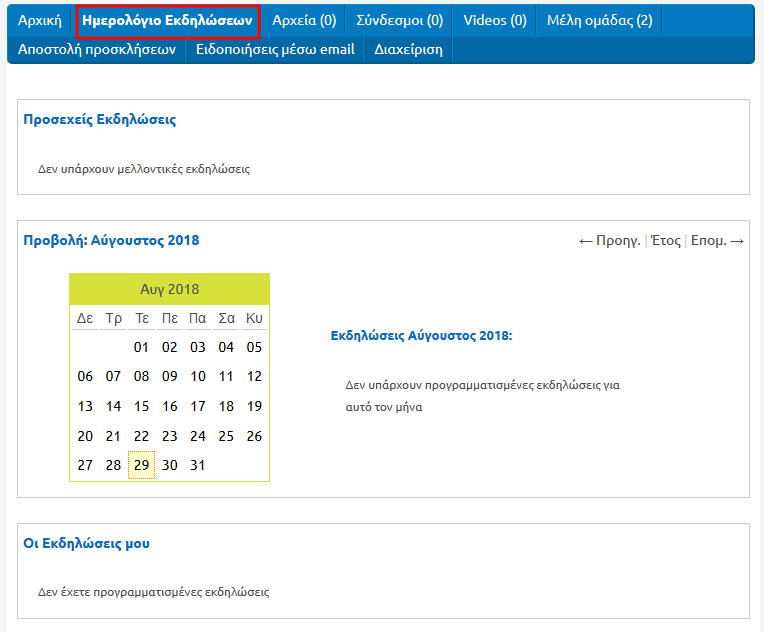 Αρχική Ημερολόγιο Εκδηλώσεων Αρχεία (0) Σύνδεσμοι (0) Videos (0) Μέλη ομάδας (2)
Αποστολή προσκλήσεων Ειδοποιήσεις μέσω email Διαχείριση
Προσεχείς Εκδηλώσεις
Δεν υπάρχουν μελλοντικές εκδηλώσεις
Προβολή: Αύγουστος 2018 ← Προηγ. | Έτος | Επομ. →
Αυγ 2018
Δε Τρ Τε Πε Πα Σα Κυ
01 02 03 04 05
06 07 08 09 10 11 12
13 14 15 16 17 18 19
20 21 22 23 24 25 26
27 28 29 30 31
Εκδηλώσεις Αύγουστος 2018:
Δεν υπάρχουν προγραμματισμένες εκδηλώσεις για
αυτό τον μήνα
Οι Εκδηλώσεις μου
Δεν έχετε προγραμματισμένες εκδηλώσεις